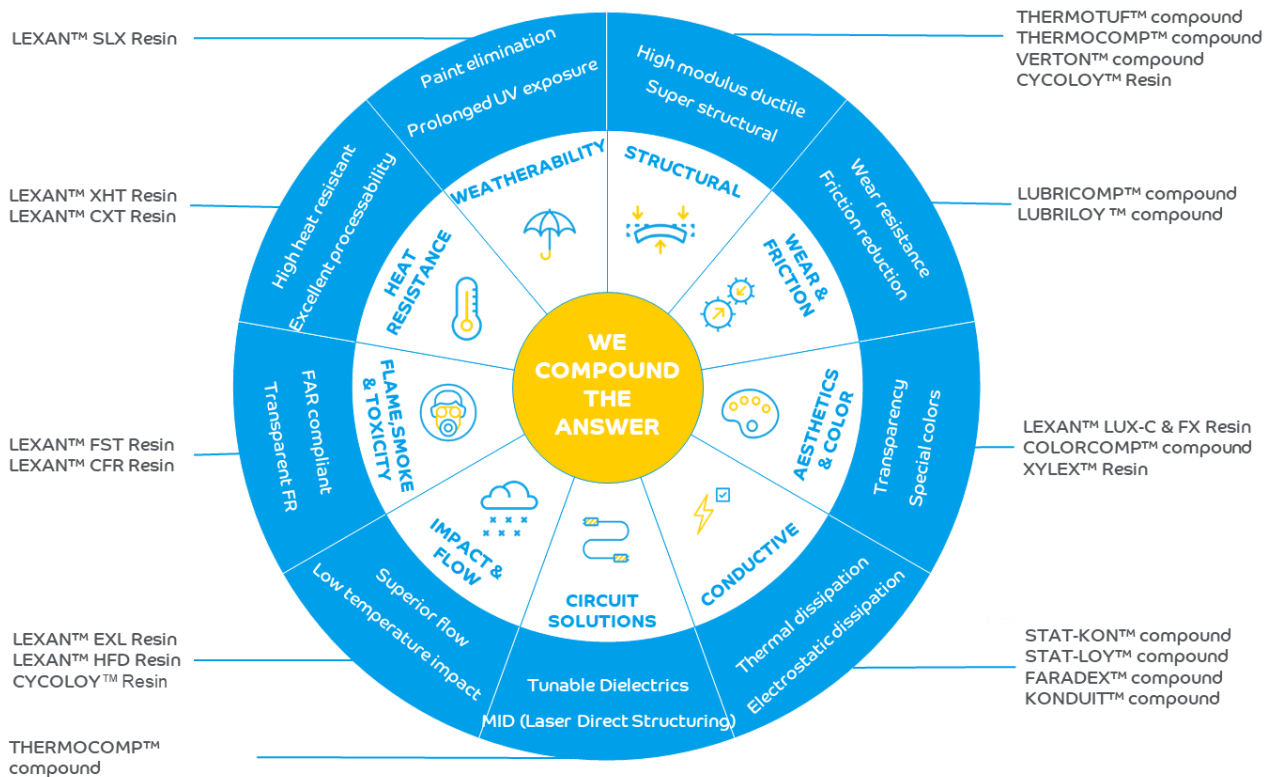 LEXAN™ SLX Resin
Paint elimination
Prolonged UV exposure
WEATHERABILITY
High modulus ductile
Super structural
STRUCTURAL
THERMOTUF™ compound
THERMOCOMP™ compound
VERTON™ compound
CYCOLOY™ Resin
LEXAN™ XHT Resin
LEXAN™ CXT Resin
High heat resistant
Excellent processability
HEAT
RESISTANCE
Wear resistance
Friction reduction
WEAR &
FRICTION
LUBRICOMP™ compound
LUBRILOY ™ compound
WE
COMPOUND
THE
ANSWER
LEXAN™ FST Resin
LEXAN™ CFR Resin
FAR compliant
Transparent FR
FLAME,SMOKE
& TOXICITY
AESTHETICS
& COLOR
Transparency
Special colors
LEXAN™ LUX-C & FX Resin
COLORCOMP™ compound
XYLEX™ Resin
LEXAN™ EXL Resin
LEXAN™ HFD Resin
CYCOLOY™ Resin
Superior flow
Low temperature impact
IMPACT &
FLOW
CIRCUIT
SOLUTIONS
Tunable Dielectrics
MID (Laser Direct Structuring)
CONDUCTIVE
Thermal dissipation
Electrostatic dissipation
STAT-KON™ compound
STAT-LOY™ compound
FARADEX™ compound
KONDUIT™ compound
THERMOCOMP™
compound